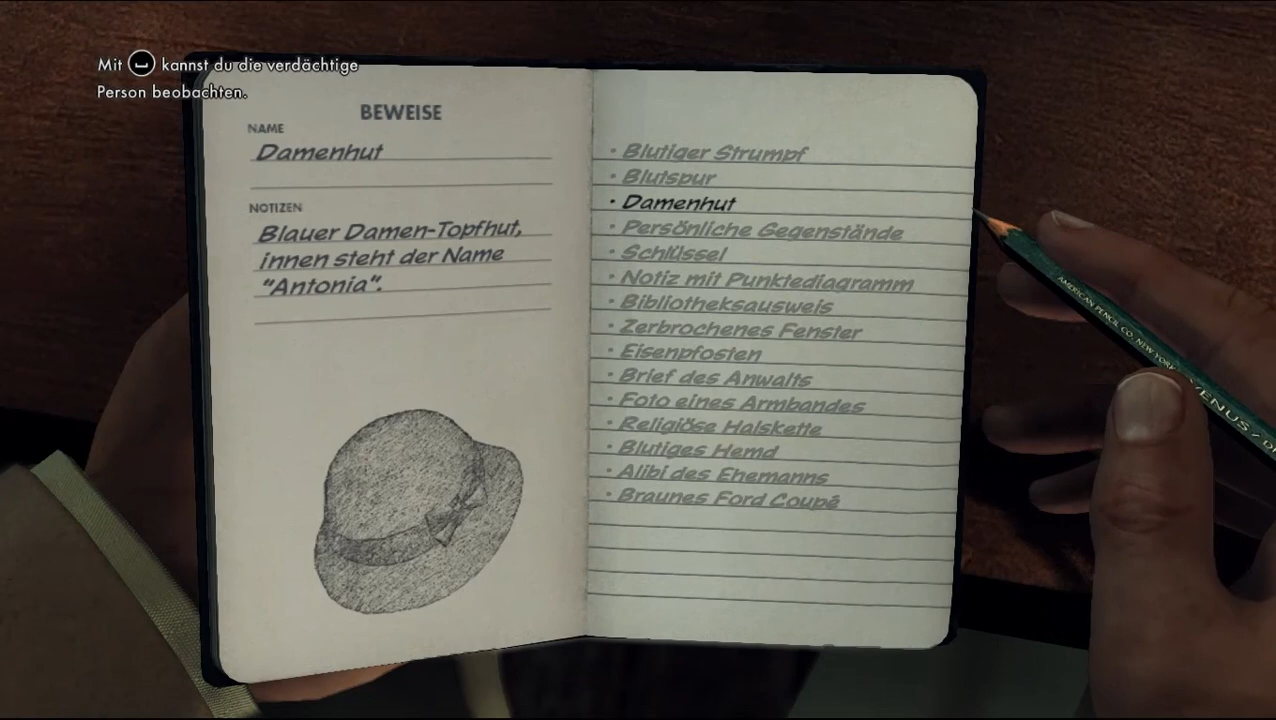 Mit kannst du die verdächtige
Person beobachten.
BEWEISE
NAME
Damenhut
NOTIZEN
Blauer Damen-Topfhut,
innen steht der Name
"Antonia".
• Blutiger Strumpf
• Blutspur
• Damenhut
• Persönliche Gegenstände
• Schlüssel
• Notiz mit Punktediagramm
• Bibliotheksausweis
• Zerbrochenes Fenster
• Eisenpfosten
• Brief des Anwalts
• Foto eines Armbandes
• Religiöse Halskette
• Blutiges Hemd
• Alibi des Ehemanns
• Braunes Ford Coupé
AMERICAN PENCIL CO. NEW YORK
VENUS